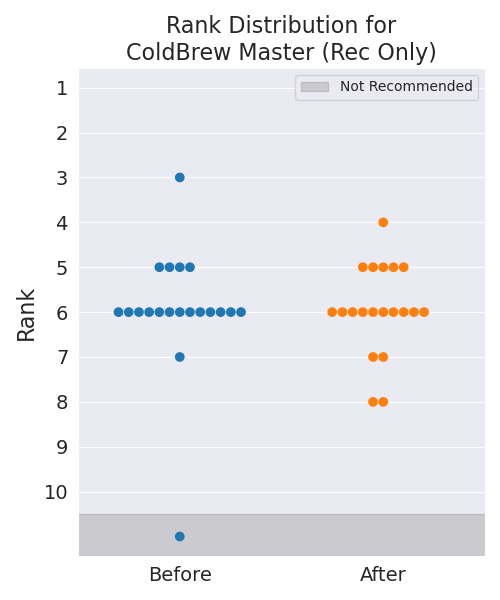 Rank Distribution for
ColdBrew Master (Rec Only)
Not Recommended
1
2
3
4
5
6
7
8
9
10
Rank
Before
After